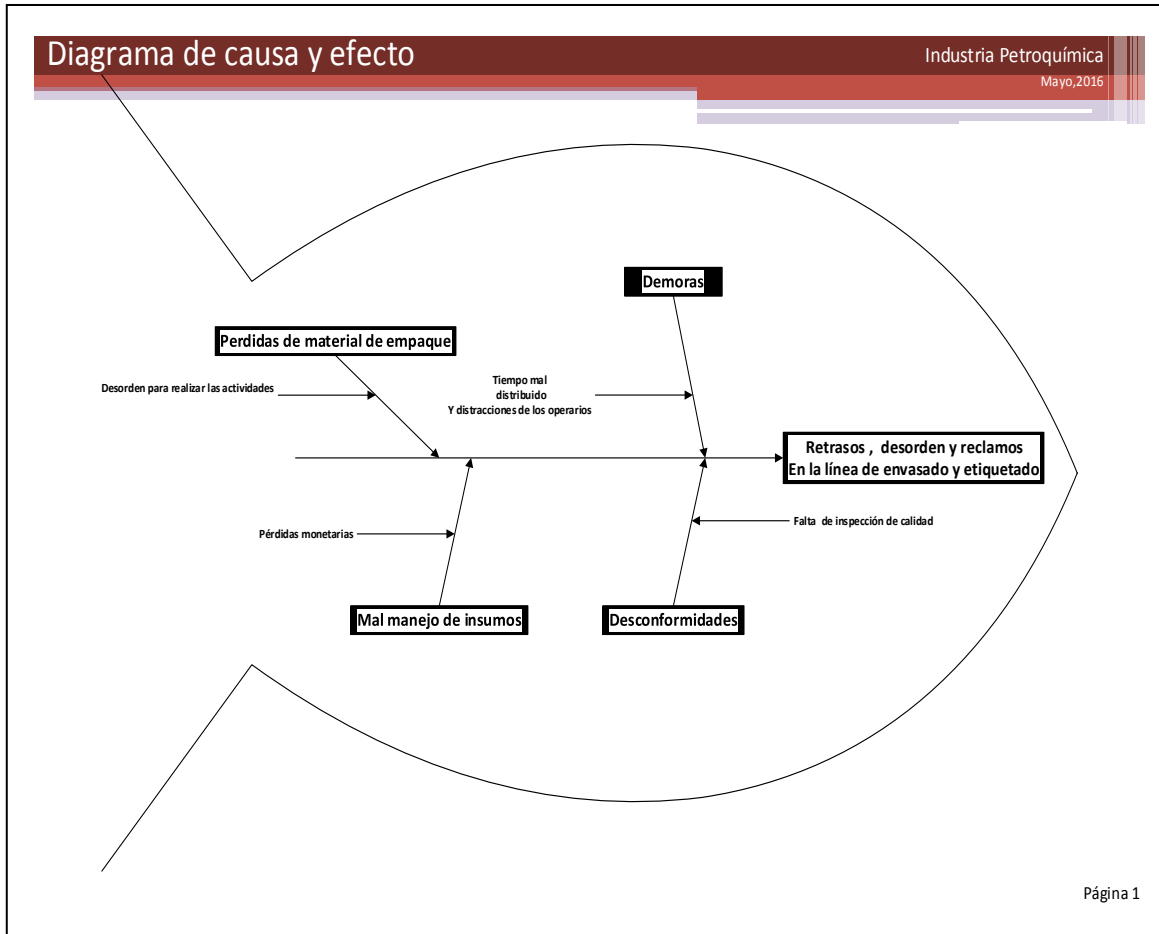 Diagrama de causa y efecto
Industria Petroquímica
Mayo,2016
Demoras
Perdidas de material de empaque
Desorden para realizar las actividades
Tiempo mal
distribuido
Y distracciones de los operarios
Retrasos , desorden y reclamos
En la línea de envasado y etiquetado
Pérdidas monetarias
Falta de inspección de calidad
Mal manejo de insumos
Desconformidades
Página 1